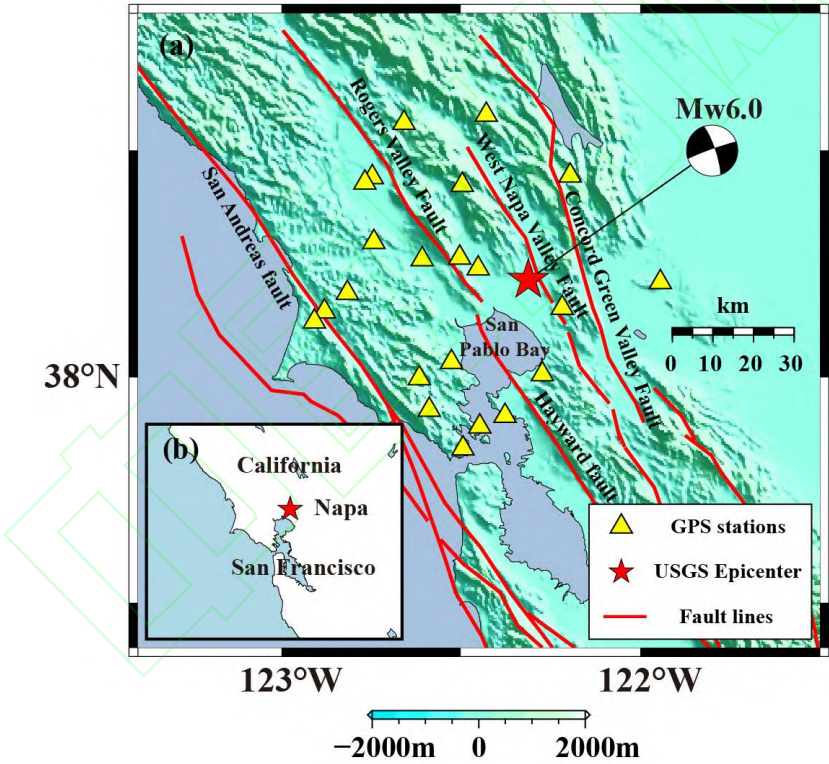 (a)
Mw6.0
Rogers Valley Fault
West Napa Valley Fault
San Andreas fault
Concord Green Valley Fault
km
0 10 20 30
San
Pablo Bay
38°N
Hayward fault
(b)
California
Napa
San Francisco
GPS stations
USGS Epicenter
Fault lines
123°W
122°W
−2000m 0 2000m